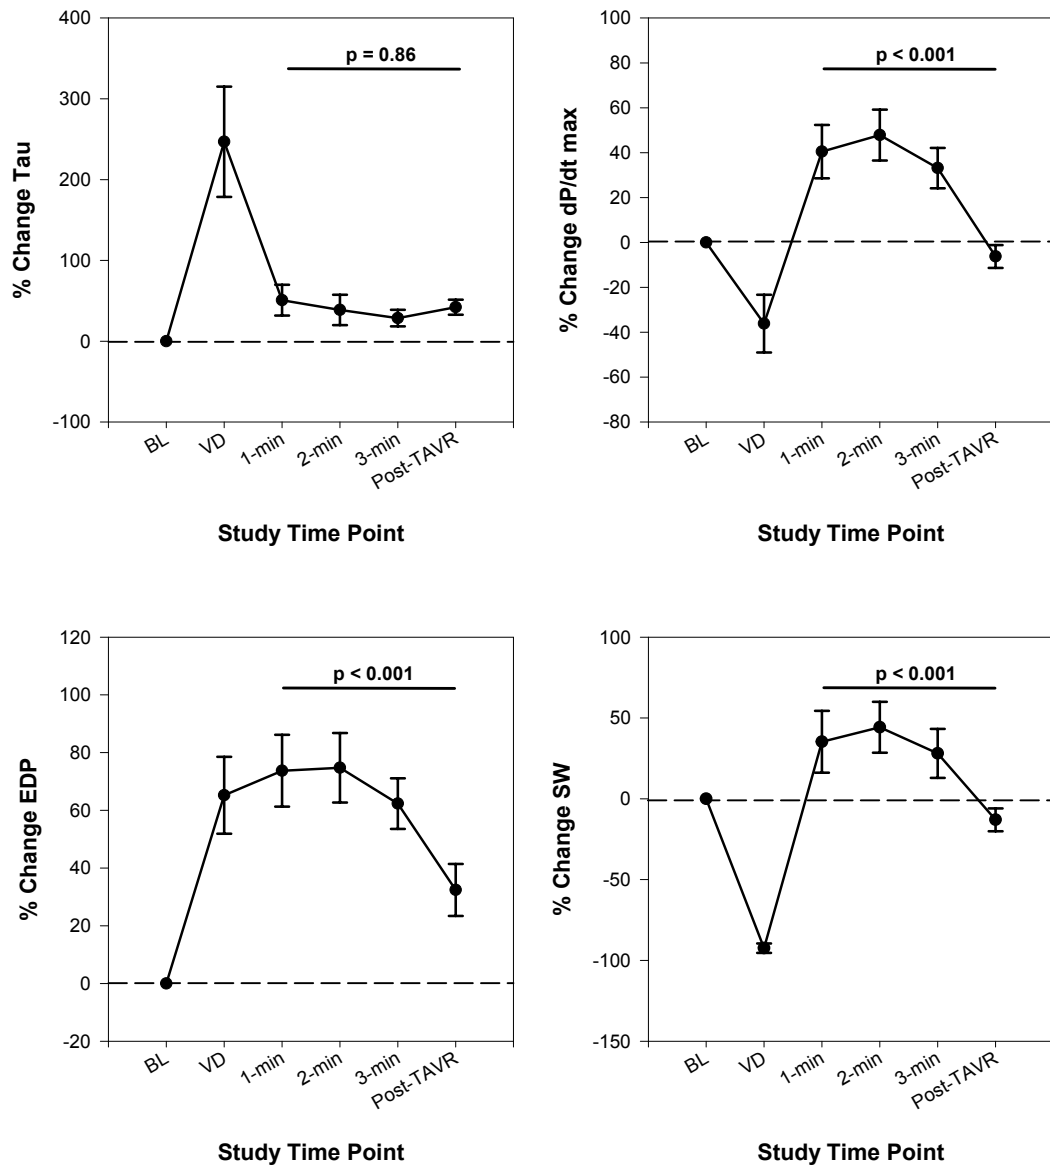 % Change Tau
400
300
200
100
0
-100
p = 0.86
BL
VD
1-min
2-min
3-min
Post-TAVR
Study Time Point
% Change dP/dt max
100
80
60
40
20
0
-20
-40
-60
-80
p < 0.001
BL
VD
1-min
2-min
3-min
Post-TAVR
Study Time Point
% Change EDP
120
100
80
60
40
20
0
-20
p < 0.001
BL
VD
1-min
2-min
3-min
Post-TAVR
Study Time Point
% Change SW
100
50
0
-50
-100
-150
p < 0.001
BL
VD
1-min
2-min
3-min
Post-TAVR
Study Time Point